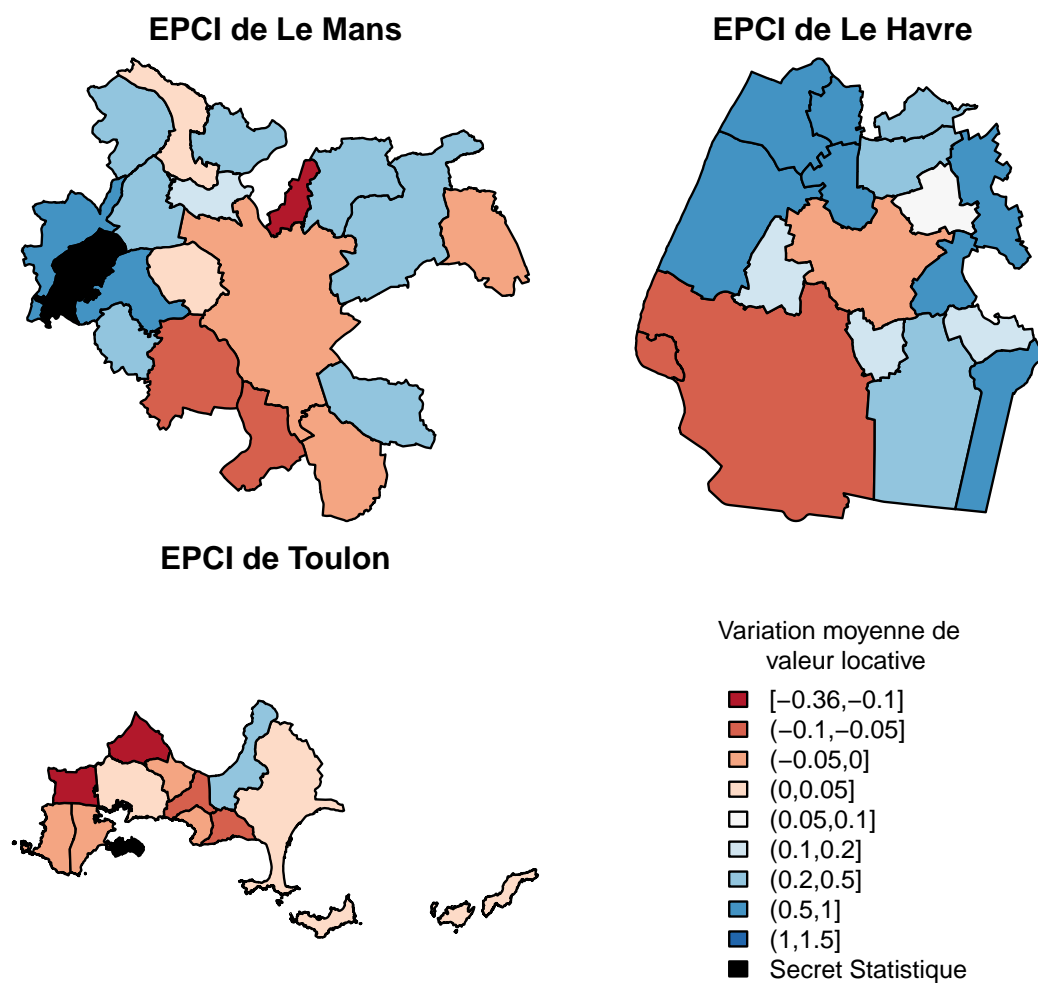 EPCI de Le Mans
EPCI de Le Havre
EPCI de Toulon
Variation moyenne de
valeur locative
[−0.36,−0.1]
(−0.1,−0.05]
(−0.05,0]
(0,0.05]
(0.05,0.1]
(0.1,0.2]
(0.2,0.5]
(0.5,1]
(1,1.5]
Secret Statistique